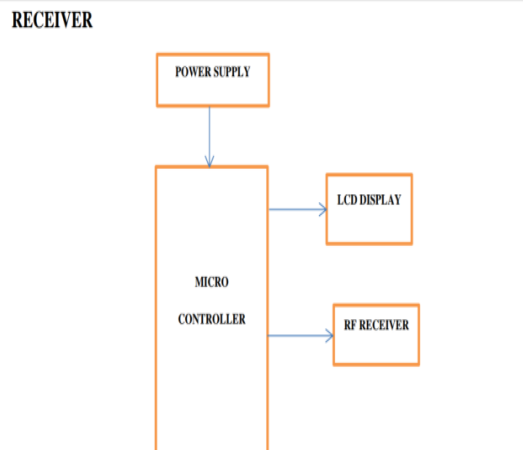 RECEIVER
POWER SUPPLY
LCD DISPLAY
MICRO
CONTROLLER
RF RECEIVER